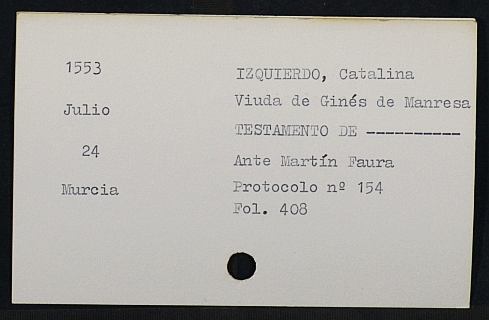 1553
Julio
24
Murcia
IZQUIERDO, Catalina
Viuda de Ginés de Manresa
TESTAMENTO DE ----------
Ante Martín Faura
Protocolo nº 154
Fol. 408